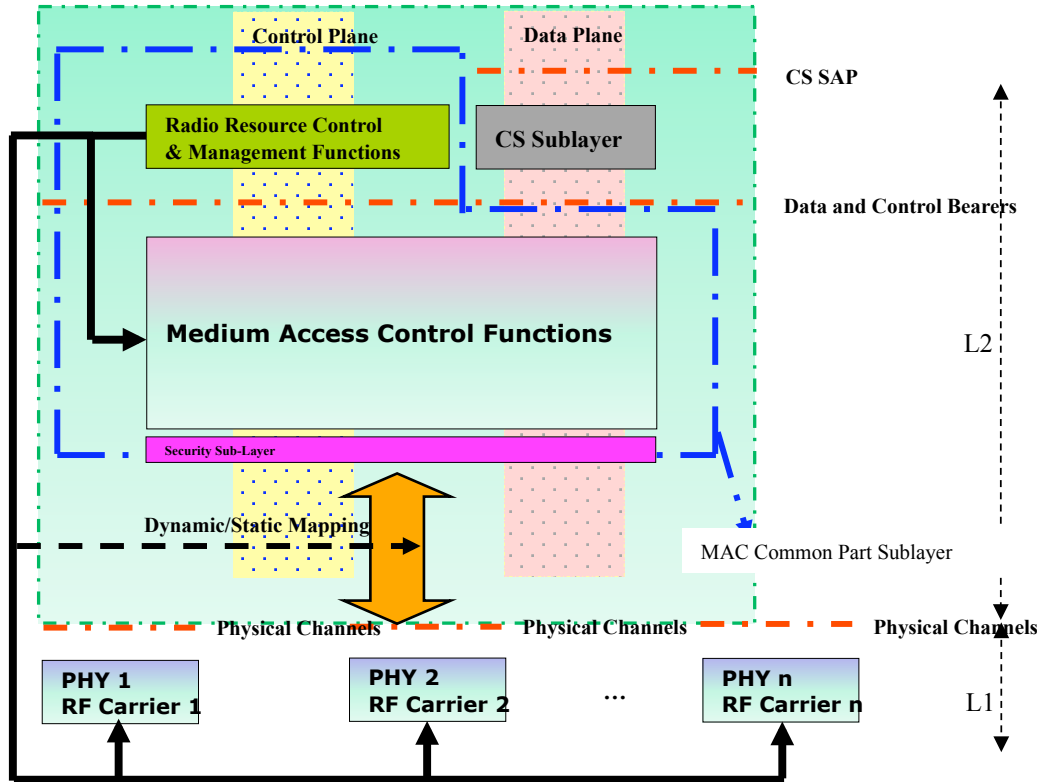 Control Plane
Data Plane
CS SAP
Radio Resource Control
& Management Functions
CS Sublayer
Data and Control Bearers
Medium Access Control Functions
L2
Security Sub-Layer
Dynamic/Static Mapping
MAC Common Part Sublayer
Physical Channels
Physical Channels
Physical Channels
PHY 1
RF Carrier 1
PHY 2
RF Carrier 2
...
PHY n
RF Carrier n
L1